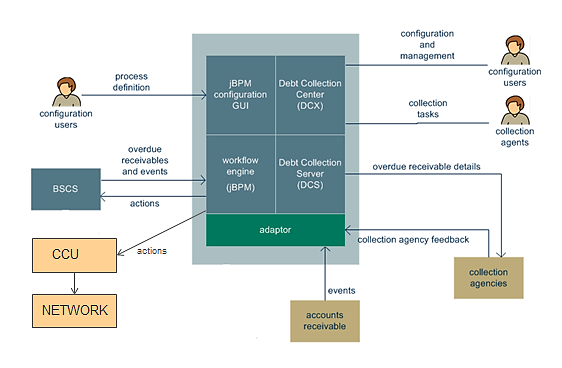 configuration
and
management
configuration
users
process
definition
configuration
users
jBPM
configuration
GUI
Debt Collection
Center
(DCX)
collection
tasks
collection
agents
overdue
receivables
and events
workflow
engine
(jBPM)
Debt Collection
Server
(DCS)
overdue receivable details
BSCS
actions
adaptor
collection agency feedback
CCU
actions
collection
agencies
events
NETWORK
accounts
receivable